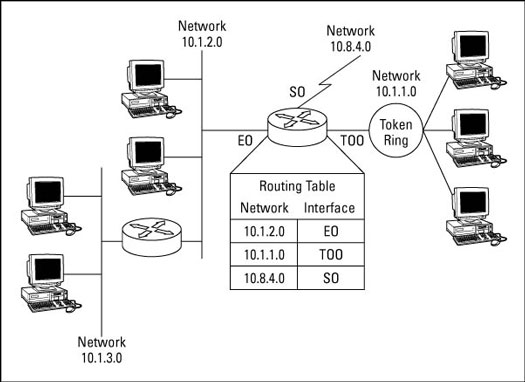 Network
10.1.2.0
Network
10.8.4.0
Network
10.1.1.0
SO
EO
TOO
Token
Ring
Routing Table
Network Interface
10.1.2.0 EO
10.1.1.0 TOO
10.8.4.0 SO
Network
10.1.3.0